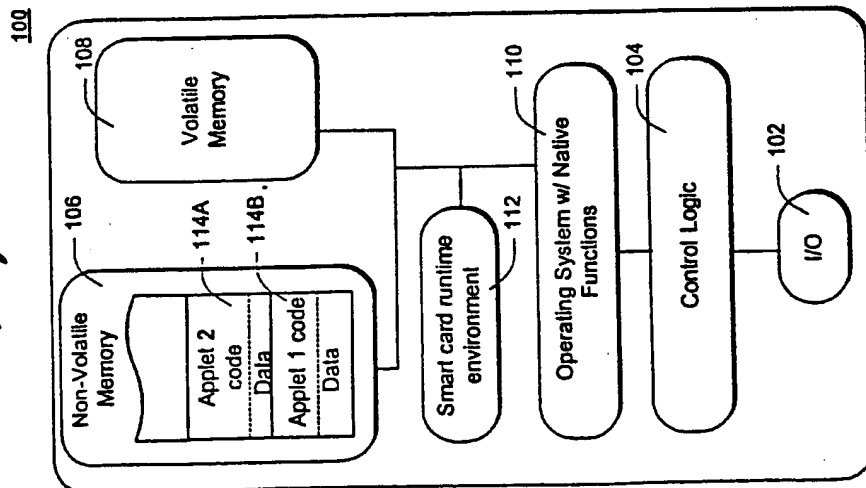 100
106
Non-Volatile
Memory
114A
114B
Applet 2
code
Data
Applet 1 code
Data
108
Volatile
Memory
Smart card runtime
environment
112
110
Operating System w/ Native
Functions
104
Control Logic
102
I/O